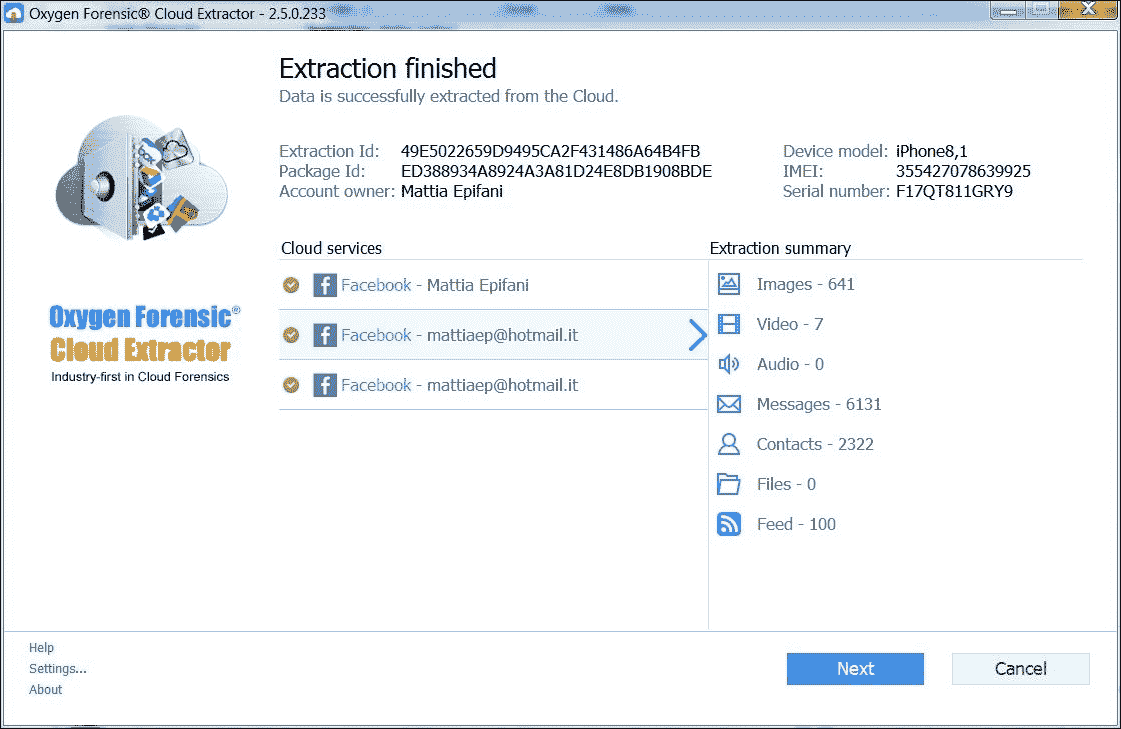 Oxygen Forensic® Cloud Extractor - 2.5.0.233
Extraction finished
Data is successfully extracted from the Cloud.
Extraction Id: 49E5022659D9495CA2F431486A64B4FB
Package Id: ED388934A8924A3A81D24E8DB1908BDE
Account owner: Mattia Epifani
Device model: iPhone8,1
IMEI: 355427078639925
Serial number: F17QT811GRY9
box
Oxygen Forensic®
Cloud Extractor
Industry-first in Cloud Forensics
Cloud services
Facebook - Mattia Epifani
Facebook - mattiaep@hotmail.it
Facebook - mattiaep@hotmail.it
Extraction summary
Images - 641
Video - 7
Audio - 0
Messages - 6131
Contacts - 2322
Files - 0
Feed - 100
Help
Settings...
About
Next
Cancel